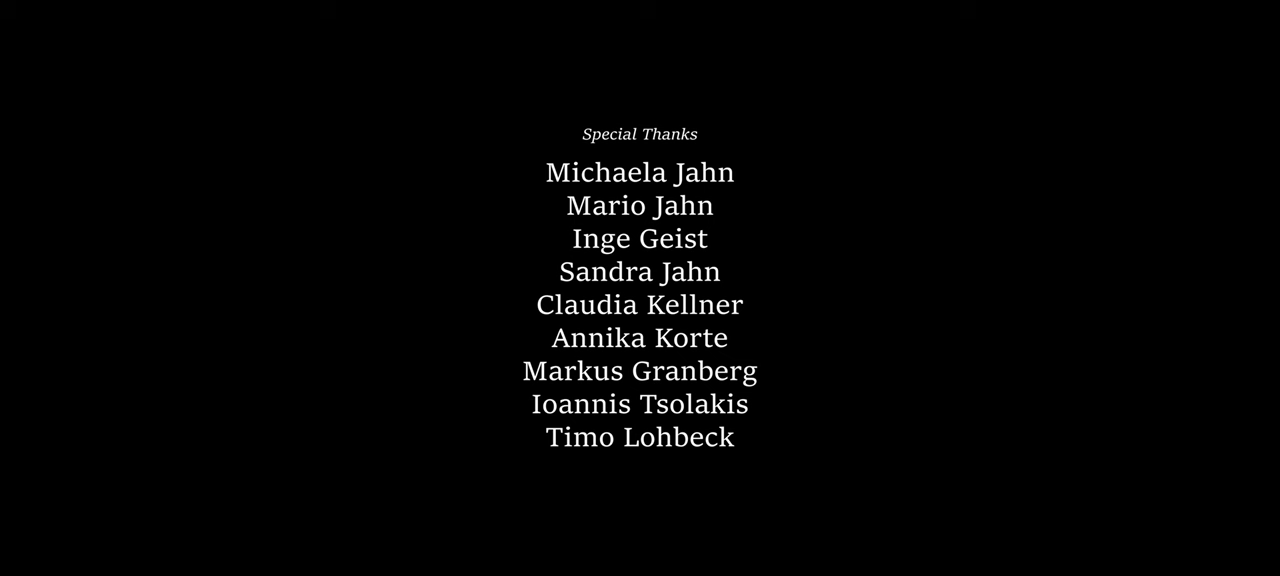 Special Thanks
Michaela Jahn
Mario Jahn
Inge Geist
Sandra Jahn
Claudia Kellner
Annika Korte
Markus Granberg
Ioannis Tsolakis
Timo Lohbeck